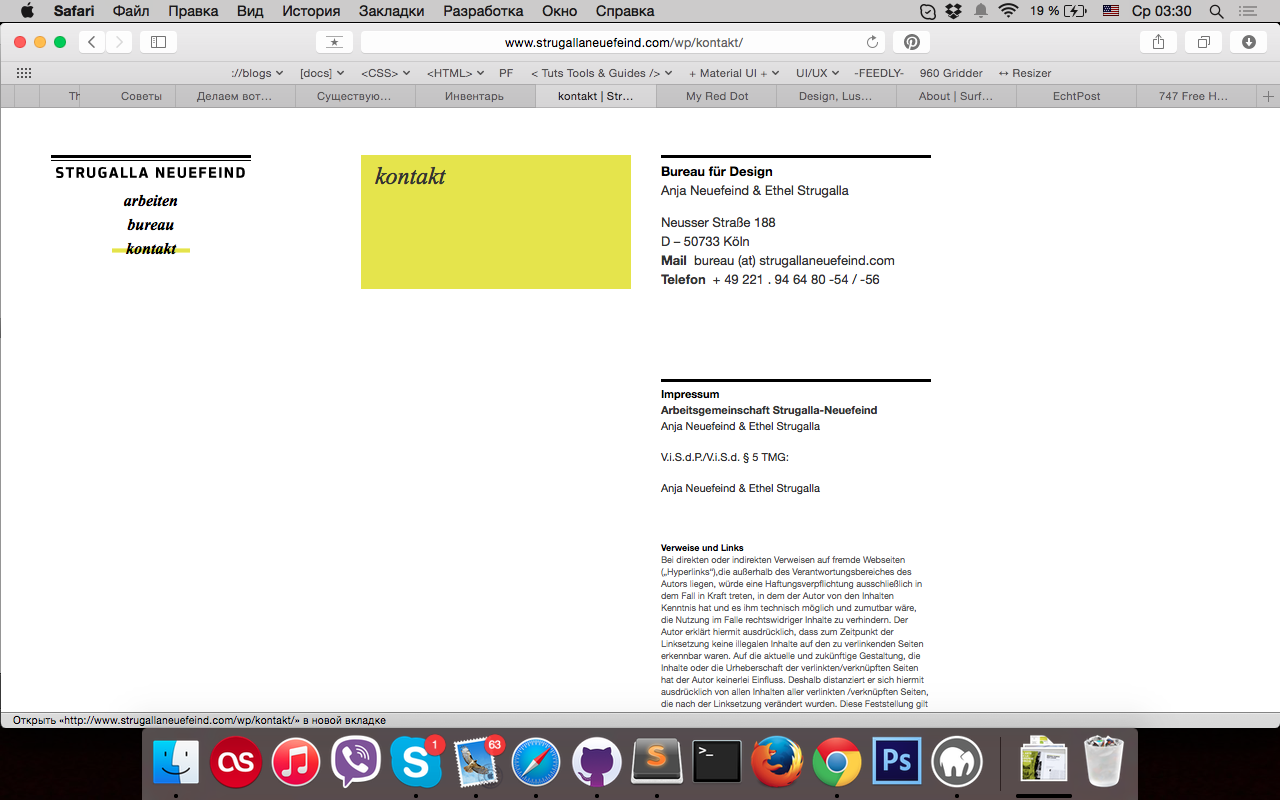 Safari Файл Правка Вид История Закладки Разработка Окно Справка 19 % Ср 03:30
www.strugallaneuefeind.com/wp/kontakt/
://blogs [docs] <CSS> <HTML> PF < Tuts Tools & Guides /> + Material UI + UI/UX -FEEDLY- 960 Gridder ↔ Resizer
Th Советы Делаем вот... Существую... Инвентарь kontakt | Str... My Red Dot Design, Lus... About | Surf... EchtPost 747 Free H...
STRUGALLA NEUEFEIND
arbeiten
bureau
kontakt
kontakt
Bureau für Design
Anja Neuefeind & Ethel Strugalla
Neusser Straße 188
D – 50733 Köln
Mail bureau (at) strugallaneuefeind.com
Telefon + 49 221 . 94 64 80 -54 / -56
Impressum
Arbeitsgemeinschaft Strugalla-Neuefeind
Anja Neuefeind & Ethel Strugalla
V.i.S.d.P./V.i.S.d. § 5 TMG:
Anja Neuefeind & Ethel Strugalla
Verweise und Links
Bei direkten oder indirekten Verweisen auf fremde Webseiten
(„Hyperlinks“),die außerhalb des Verantwortungsbereiches des
Autors liegen, würde eine Haftungsverpflichtung ausschließlich in
dem Fall in Kraft treten, in dem der Autor von den Inhalten
Kenntnis hat und es ihm technisch möglich und zumutbar wäre,
die Nutzung im Falle rechtswidriger Inhalte zu verhindern. Der
Autor erklärt hiermit ausdrücklich, dass zum Zeitpunkt der
Linksetzung keine illegalen Inhalte auf den zu verlinkenden Seiten
erkennbar waren. Auf die aktuelle und zukünftige Gestaltung, die
Inhalte oder die Urheberschaft der verlinkten/verknüpften Seiten
hat der Autor keinerlei Einfluss. Deshalb distanziert er sich hiermit
ausdrücklich von allen Inhalten aller verlinkten /verknüpften Seiten,
die nach der Linksetzung verändert wurden. Diese Feststellung gilt
Открыть «http://www.strugallaneuefeind.com/wp/kontakt/» в новой вкладке
1 63
Ps